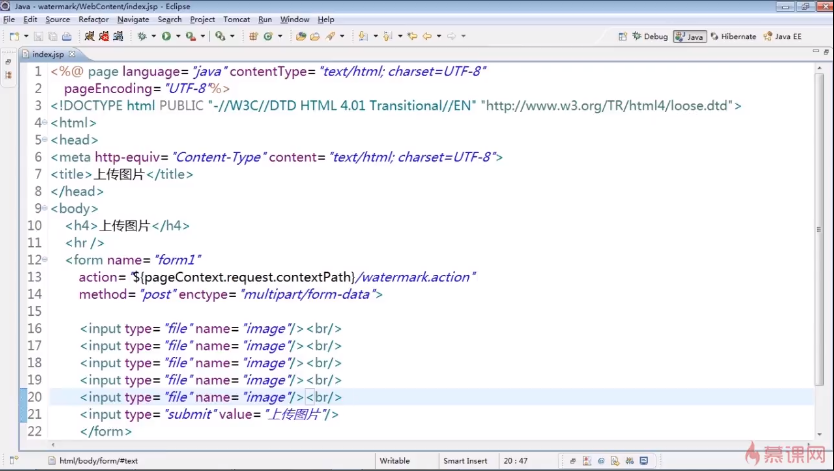 Java - watermark/WebContent/index.jsp - Eclipse
File Edit Source Refactor Navigate Search Project Tomcat Run Window Help
Debug Java Hibernate Java EE
index.jsp
1 <%@ page language="java" contentType="text/html; charset=UTF-8"
2 pageEncoding="UTF-8"%>
3 <!DOCTYPE html PUBLIC "-//W3C//DTD HTML 4.01 Transitional//EN" "http://www.w3.org/TR/html4/loose.dtd">
4 <html>
5 <head>
6 <meta http-equiv="Content-Type" content="text/html; charset=UTF-8">
7 <title>上传图片</title>
8 </head>
9 <body>
10 <h4>上传图片</h4>
11 <hr />
12 <form name="form1"
13 action="${pageContext.request.contextPath}/watermark.action"
14 method="post" enctype="multipart/form-data">
15
16 <input type="file" name="image"/><br/>
17 <input type="file" name="image"/><br/>
18 <input type="file" name="image"/><br/>
19 <input type="file" name="image"/><br/>
20 <input type="file" name="image"/><br/>
21 <input type="submit" value="上传图片"/>
22 </form>
html/body/form/#text Writable Smart Insert 20 : 47
慕课网